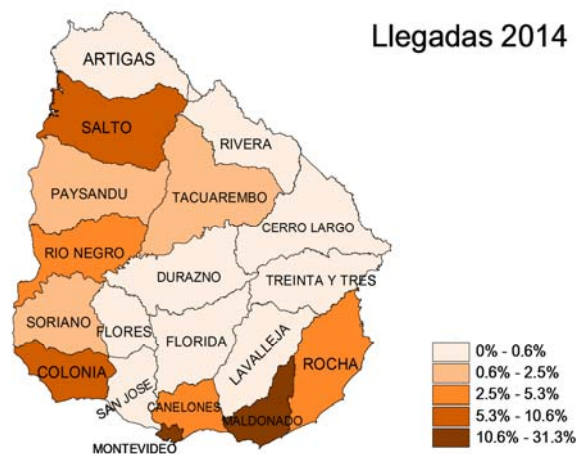 Llegadas 2014
ARTIGAS
SALTO
RIVERA
PAYSANDU
TACUAREMBO
CERRO LARGO
RIO NEGRO
DURAZNO
TREINTA Y TRES
SORIANO
FLORES
FLORIDA
LAVALLEJA
ROCHA
COLONIA
SAN JOSE
CANELONES
MALDONADO
MONTEVIDEO
0% - 0.6%
0.6% - 2.5%
2.5% - 5.3%
5.3% - 10.6%
10.6% - 31.3%